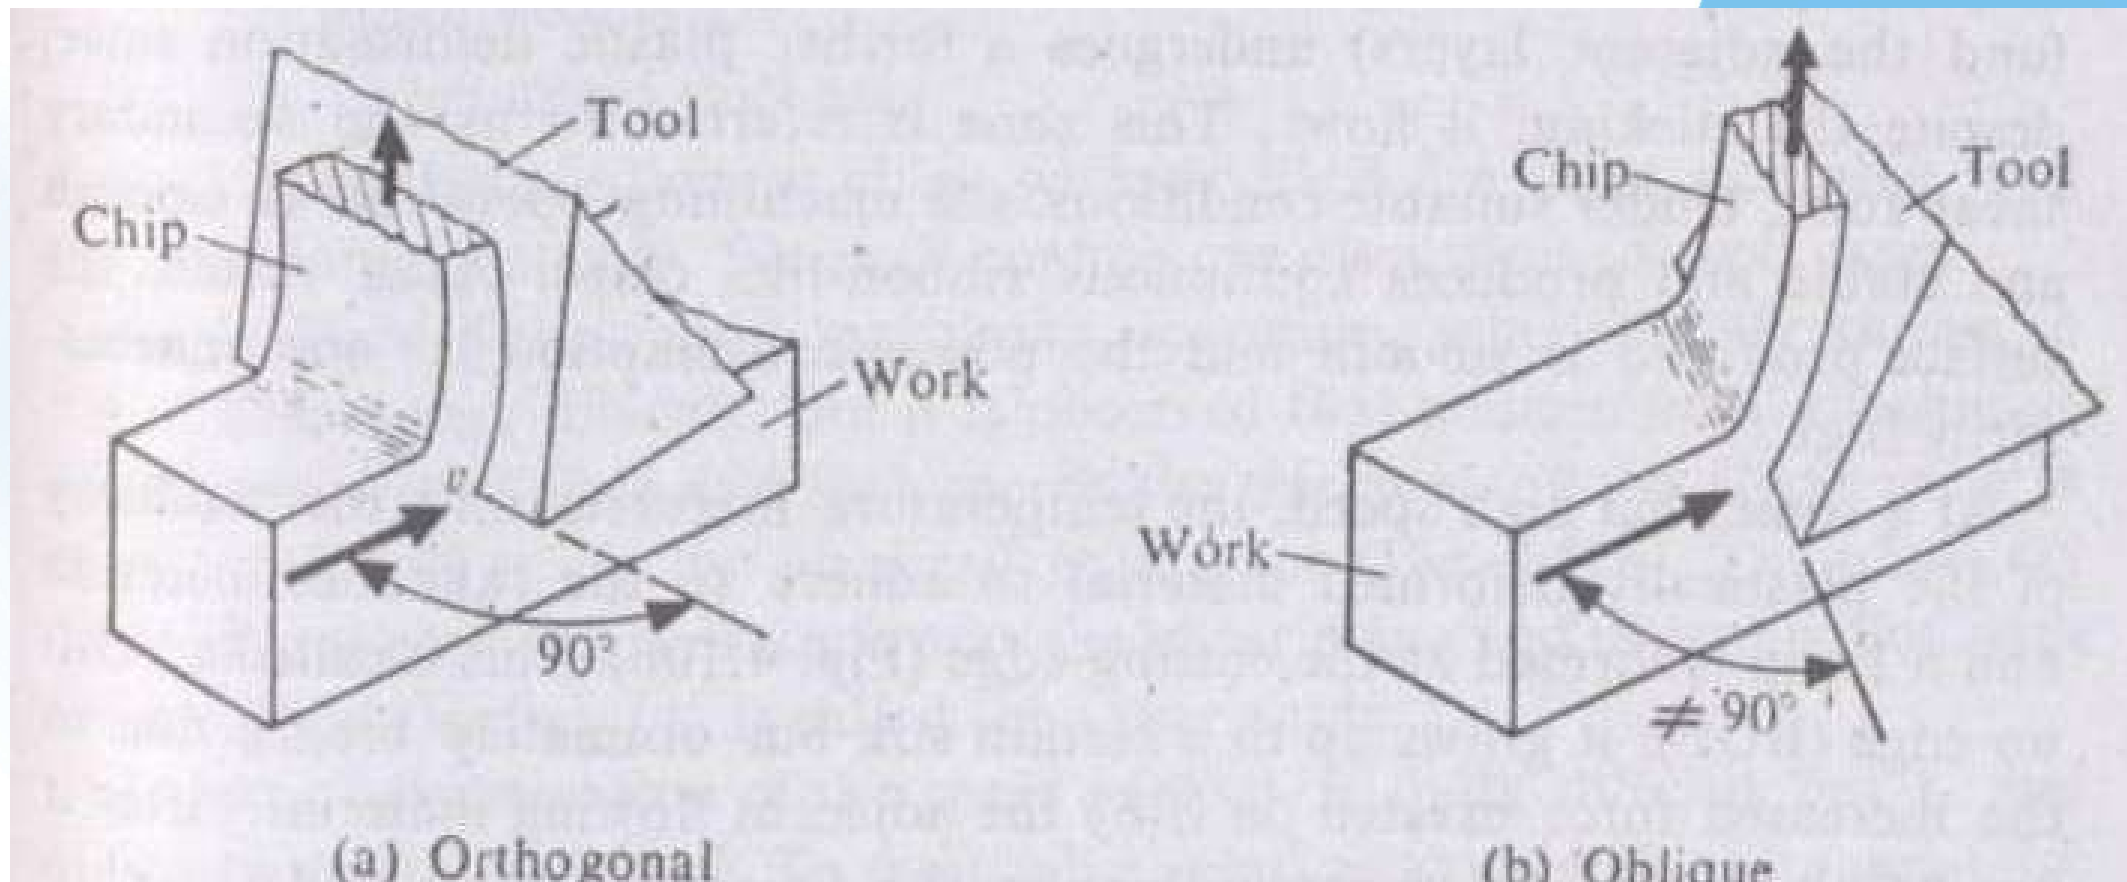 Tool
Chip
v
Work
90°
(a) Orthogonal
Chip
Tool
Work
≠ 90°
(b) Oblique